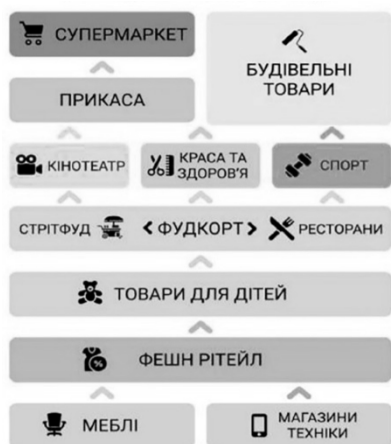 СУПЕРМАРКЕТ
БУДІВЕЛЬНІ
ТОВАРИ
ПРИКАСА
КІНОТЕАТР
КРАСА ТА
ЗДОРОВ'Я
СПОРТ
СТРІТФУД <ФУДКОРТ> РЕСТОРАНИ
ТОВАРИ ДЛЯ ДІТЕЙ
ФЕШН РІТЕЙЛ
МЕБЛІ
МАГАЗИНИ
ТЕХНІКИ